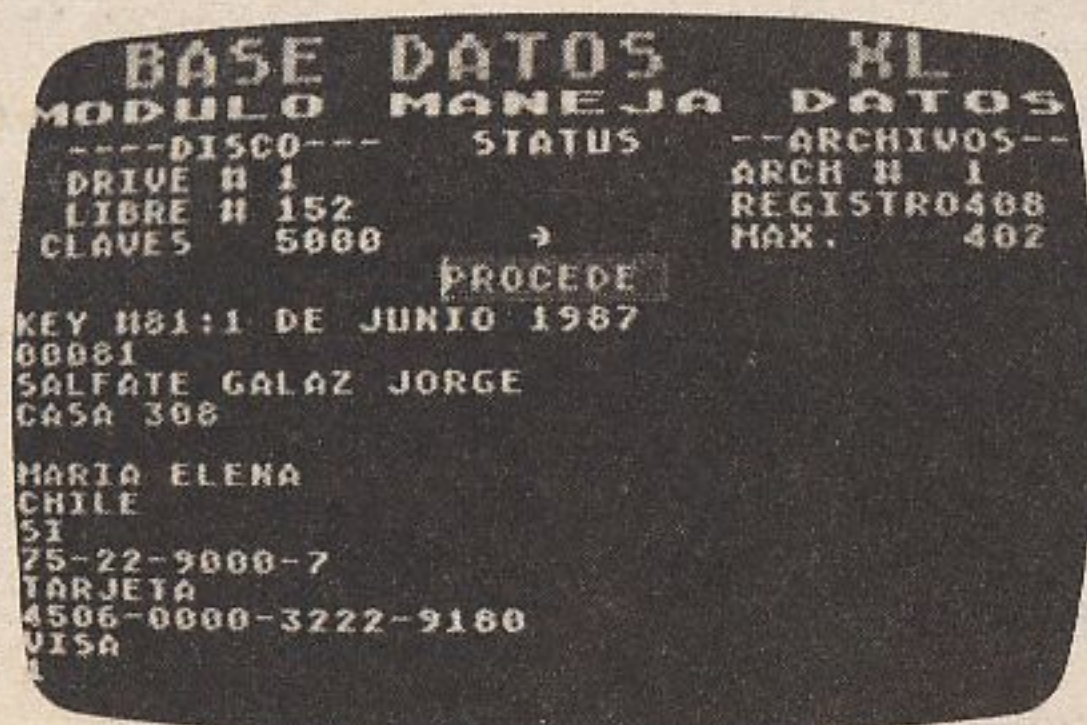 BASE DATOS XL
MODULO MANEJA DATOS
----DISCO--- STATUS --ARCHIVOS--
DRIVE # 1 ARCH # 1
LIBRE # 152 REGISTRO408
CLAVES 5000 → MAX. 402
PROCEDE
KEY #81:1 DE JUNIO 1987
00081
SALFATE GALAZ JORGE
CASA 308
MARIA ELENA
CHILE
SI
75-22-9000-7
TARJETA
4506-0000-3222-9180
VISA